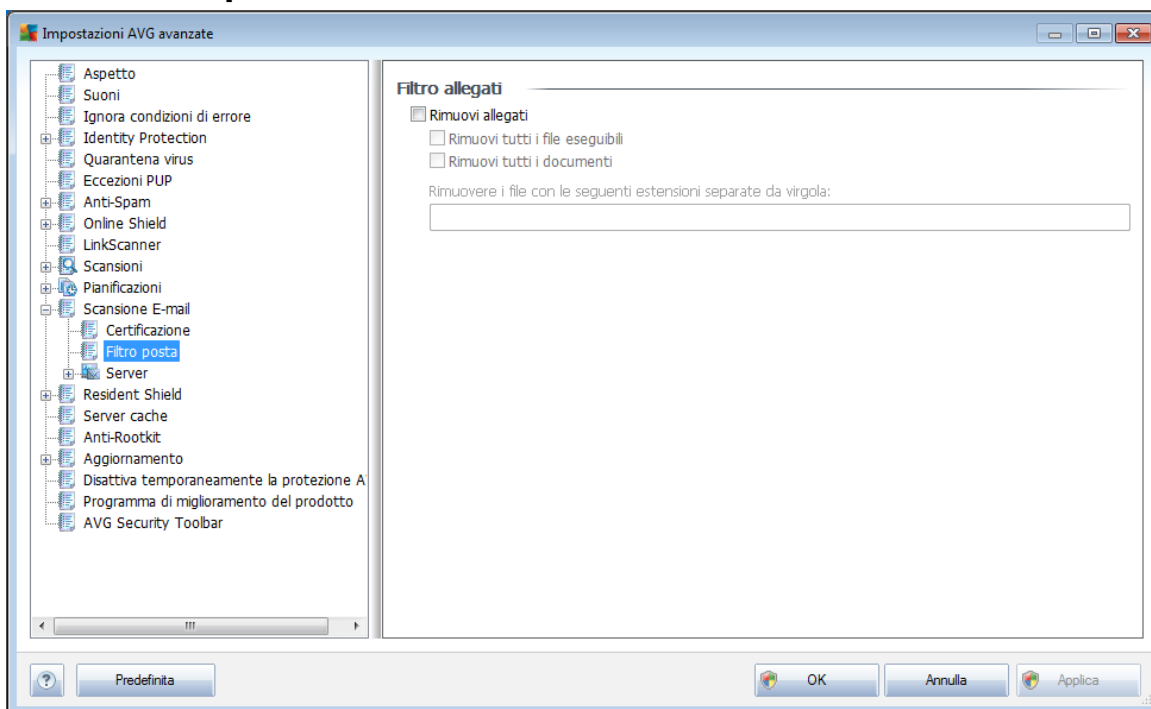 Impostazioni AVG avanzate
Aspetto
Suoni
Ignora condizioni di errore
Identity Protection
Quarantena virus
Eccezioni PUP
Anti-Spam
Online Shield
LinkScanner
Scansioni
Pianificazioni
Scansione E-mail
Certificazione
Filtro posta
Server
Resident Shield
Server cache
Anti-Rootkit
Aggiornamento
Disattiva temporaneamente la protezione A
Programma di miglioramento del prodotto
AVG Security Toolbar
Filtro allegati
Rimuovi allegati
Rimuovi tutti i file eseguibili
Rimuovi tutti i documenti
Rimuovere i file con le seguenti estensioni separate da virgola:
? Predefinita OK Annulla Applica